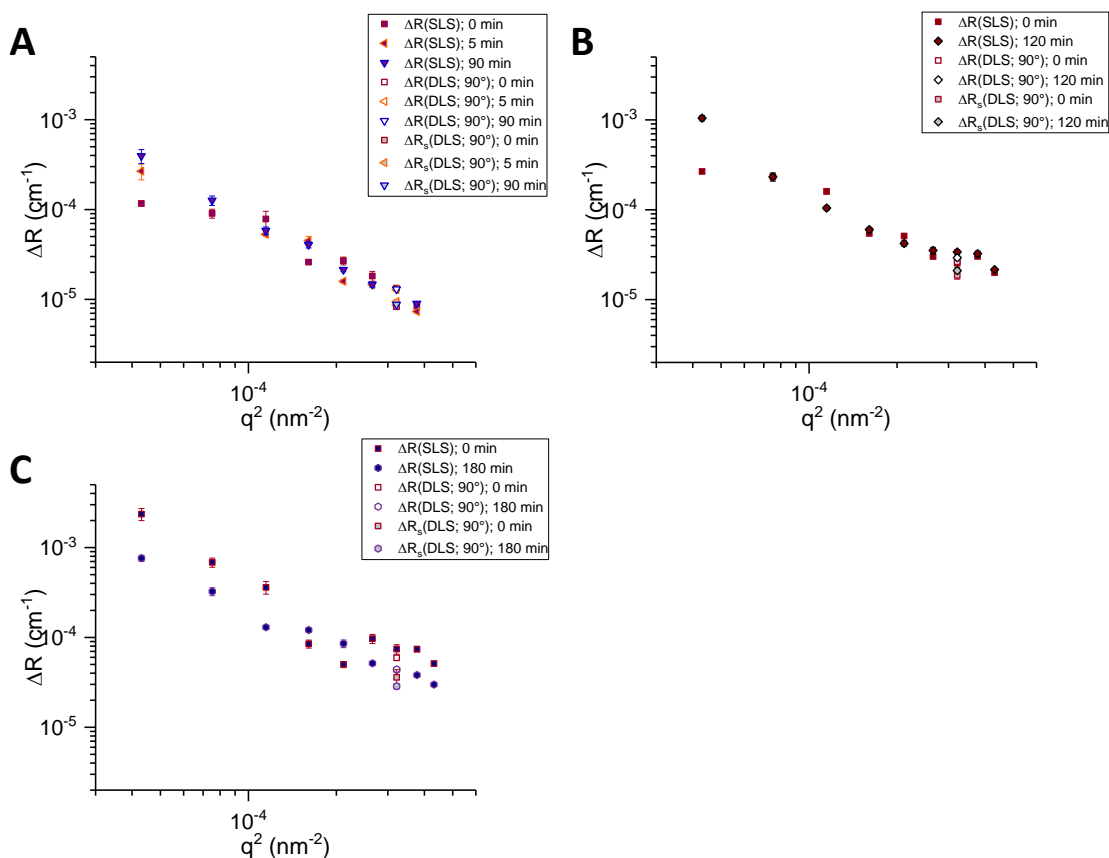 A
ΔR(SLS); 0 min
ΔR(SLS); 5 min
ΔR(SLS); 90 min
ΔR(DLS; 90°); 0 min
ΔR(DLS; 90°); 5 min
ΔR(DLS; 90°); 90 min
ΔRₛ(DLS; 90°); 0 min
ΔRₛ(DLS; 90°); 5 min
ΔRₛ(DLS; 90°); 90 min
10⁻³
10⁻⁴
10⁻⁵
ΔR (cm⁻¹)
10⁻⁴
q² (nm⁻²)
B
ΔR(SLS); 0 min
ΔR(SLS); 120 min
ΔR(DLS; 90°); 0 min
ΔR(DLS; 90°); 120 min
ΔRₛ(DLS; 90°); 0 min
ΔRₛ(DLS; 90°); 120 min
10⁻³
10⁻⁴
10⁻⁵
ΔR (cm⁻¹)
10⁻⁴
q² (nm⁻²)
C
ΔR(SLS); 0 min
ΔR(SLS); 180 min
ΔR(DLS; 90°); 0 min
ΔR(DLS; 90°); 180 min
ΔRₛ(DLS; 90°); 0 min
ΔRₛ(DLS; 90°); 180 min
10⁻³
10⁻⁴
10⁻⁵
ΔR (cm⁻¹)
10⁻⁴
q² (nm⁻²)